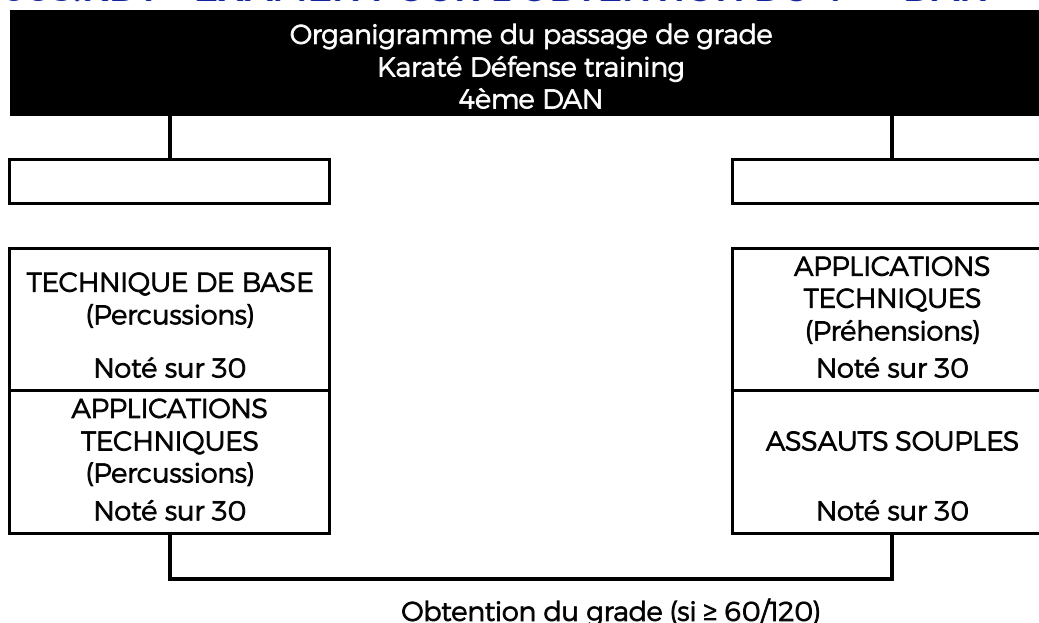 Organigramme du passage de grade
Karaté Défense training
4ème DAN
TECHNIQUE DE BASE
(Percussions)
Noté sur 30
APPLICATIONS
TECHNIQUES
(Percussions)
Noté sur 30
APPLICATIONS
TECHNIQUES
(Préhensions)
Noté sur 30
ASSAUTS SOUPLES
Noté sur 30
Obtention du grade (si ≥ 60/120)